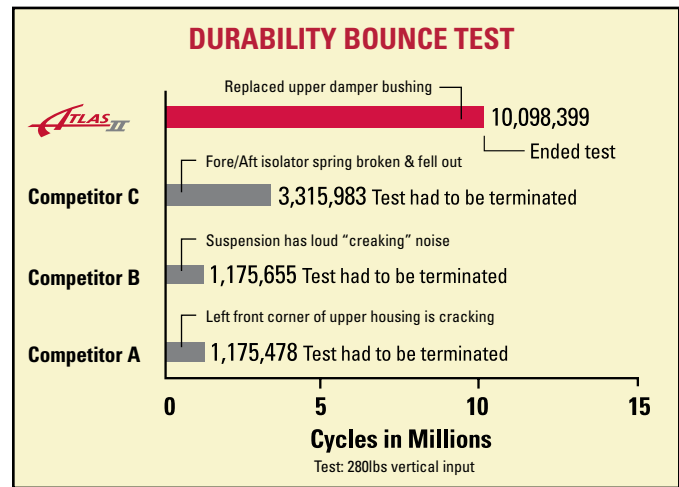 DURABILITY BOUNCE TEST
Replaced upper damper bushing
ATLAS II
10,098,399
Ended test
Fore/Aft isolator spring broken & fell out
Competitor C
3,315,983 Test had to be terminated
Suspension has loud “creaking” noise
Competitor B
1,175,655 Test had to be terminated
Left front corner of upper housing is cracking
Competitor A
1,175,478 Test had to be terminated
0 5 10 15
Cycles in Millions
Test: 280lbs vertical input